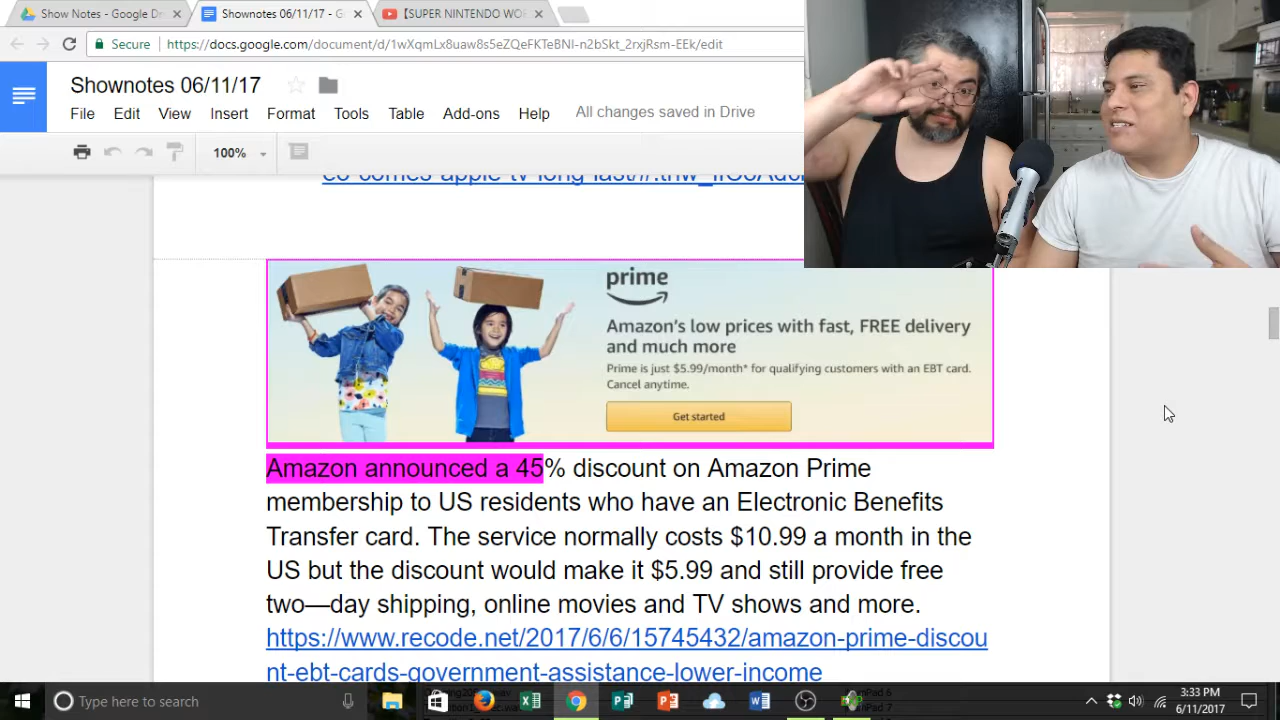 Show Notes - Google Dr
Shownotes 06/11/17 - G
【SUPER NINTENDO WO
Secure
https://docs.google.com/document/d/1wXqmLx8uaw8s5eZQeFKTeBNI-n2bSkt_2rxjRsm-EEk/edit
Shownotes 06/11/17
File Edit View Insert Format Tools Table Add-ons Help All changes saved in Drive
100%
prime
Amazon's low prices with fast, FREE delivery
and much more
Prime is just $5.99/month* for qualifying customers with an EBT card.
Cancel anytime.
Get started
Amazon announced a 45% discount on Amazon Prime
membership to US residents who have an Electronic Benefits
Transfer card. The service normally costs $10.99 a month in the
US but the discount would make it $5.99 and still provide free
two—day shipping, online movies and TV shows and more.
https://www.recode.net/2017/6/6/15745432/amazon-prime-discou
nt-ebt-cards-government-assistance-lower-income
Type here to search
3:33 PM
6/11/2017